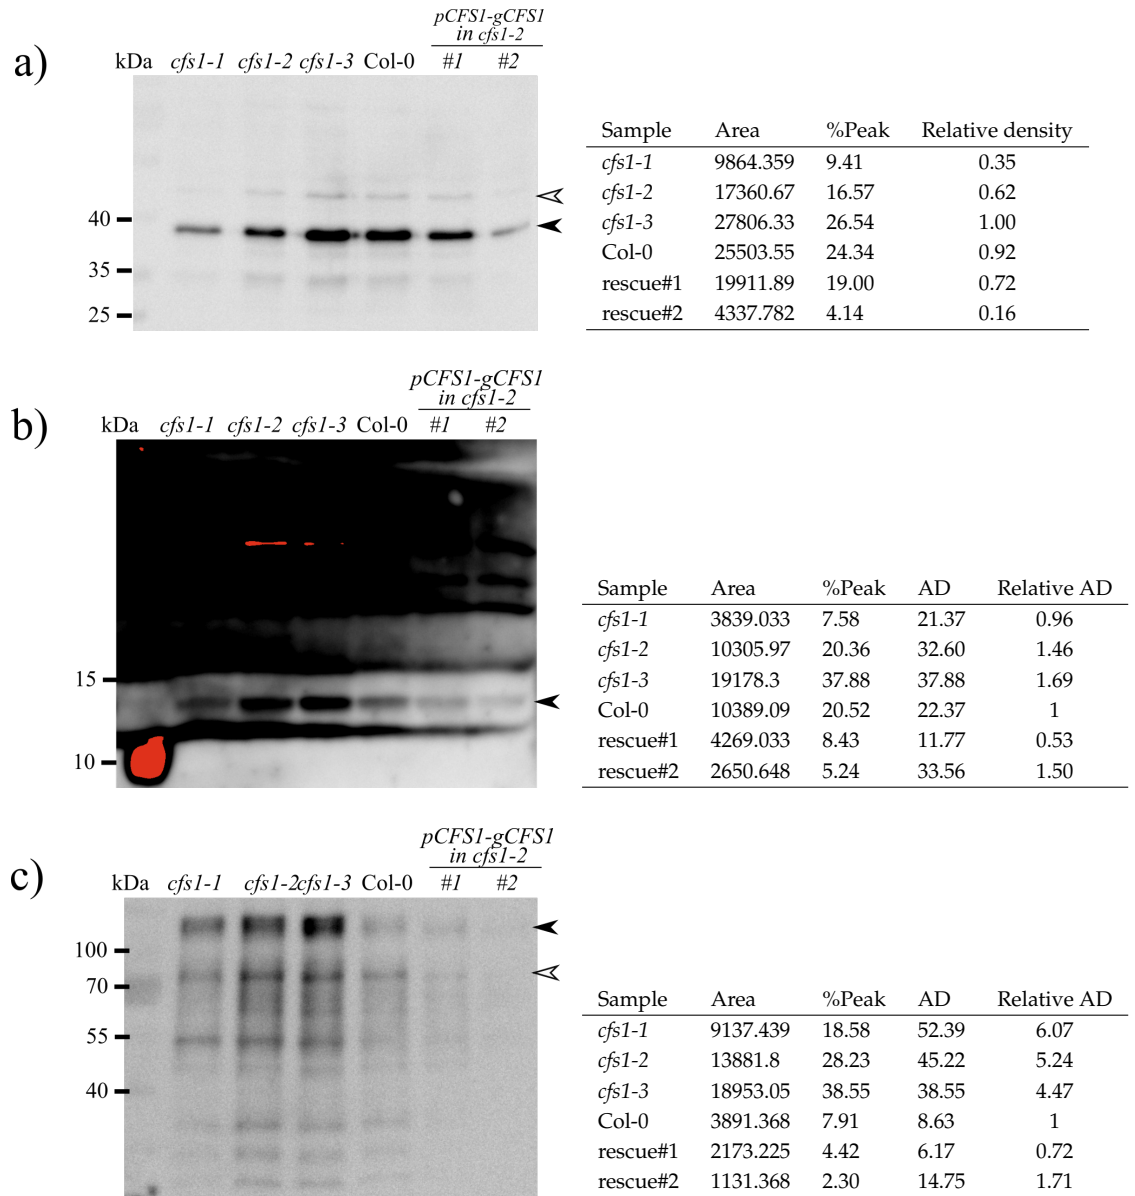 a)
pCFS1-gCFS1
in cfs1-2
kDa cfs1-1 cfs1-2 cfs1-3 Col-0 #1 #2
40
35
25
Sample Area %Peak Relative density
cfs1-1 9864.359 9.41 0.35
cfs1-2 17360.67 16.57 0.62
cfs1-3 27806.33 26.54 1.00
Col-0 25503.55 24.34 0.92
rescue#1 19911.89 19.00 0.72
rescue#2 4337.782 4.14 0.16
b)
pCFS1-gCFS1
in cfs1-2
kDa cfs1-1 cfs1-2 cfs1-3 Col-0 #1 #2
15
10
Sample Area %Peak AD Relative AD
cfs1-1 3839.033 7.58 21.37 0.96
cfs1-2 10305.97 20.36 32.60 1.46
cfs1-3 19178.3 37.88 37.88 1.69
Col-0 10389.09 20.52 22.37 1
rescue#1 4269.033 8.43 11.77 0.53
rescue#2 2650.648 5.24 33.56 1.50
c)
pCFS1-gCFS1
in cfs1-2
kDa cfs1-1 cfs1-2cfs1-3 Col-0 #1 #2
100
70
55
40
Sample Area %Peak AD Relative AD
cfs1-1 9137.439 18.58 52.39 6.07
cfs1-2 13881.8 28.23 45.22 5.24
cfs1-3 18953.05 38.55 38.55 4.47
Col-0 3891.368 7.91 8.63 1
rescue#1 2173.225 4.42 6.17 0.72
rescue#2 1131.368 2.30 14.75 1.71